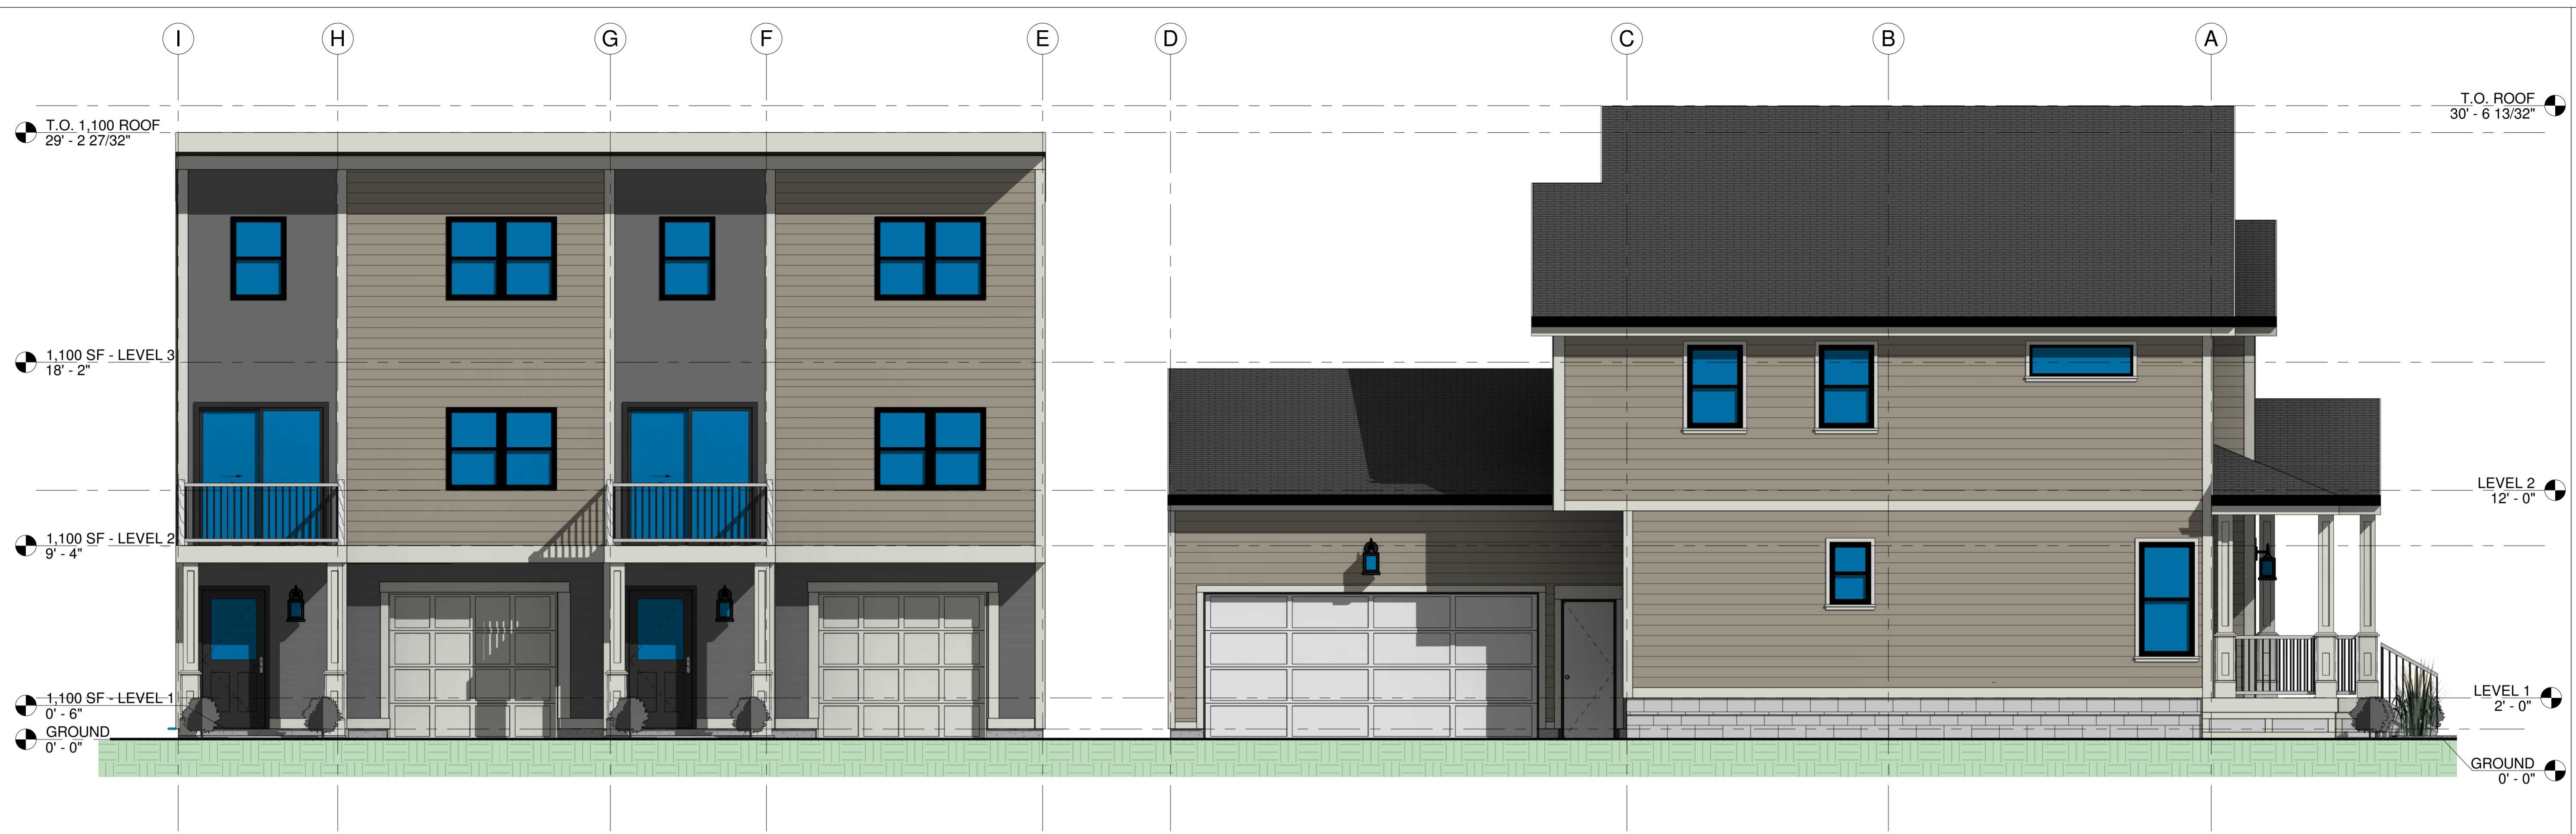 I H G F E D C B A
T.O. 1,100 ROOF
29' - 2 27/32"
T.O. ROOF
30' - 6 13/32"
1,100 SF - LEVEL 3
18' - 2"
LEVEL 2
12' - 0"
1,100 SF - LEVEL 2
9' - 4"
1,100 SF - LEVEL 1
0' - 6"
LEVEL 1
2' - 0"
GROUND
0' - 0"
GROUND
0' - 0"